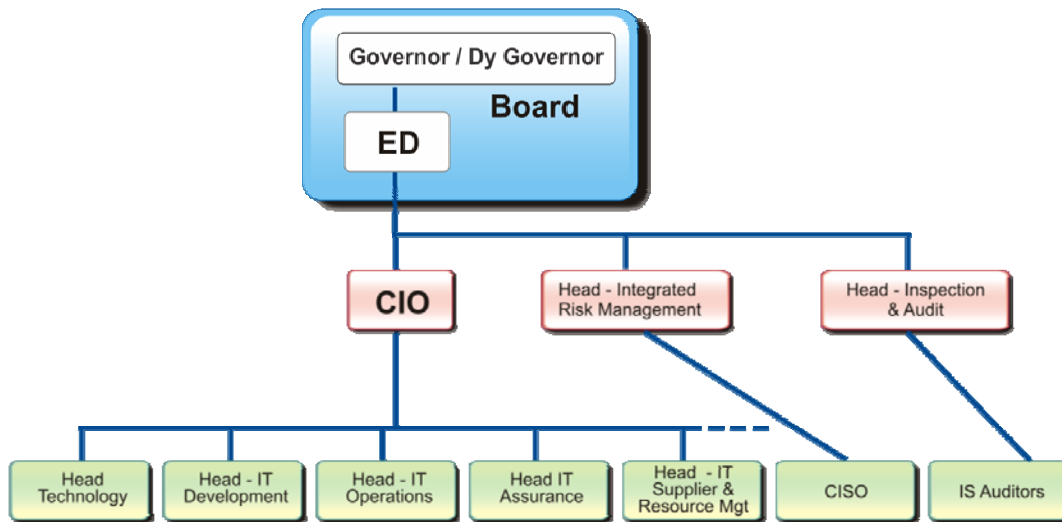 Governor / Dy Governor
Board
ED
CIO
Head - Integrated
Risk Management
Head - Inspection
& Audit
Head
Technology
Head - IT
Development
Head - IT
Operations
Head IT
Assurance
Head - IT
Supplier &
Resource Mgt
CISO
IS Auditors